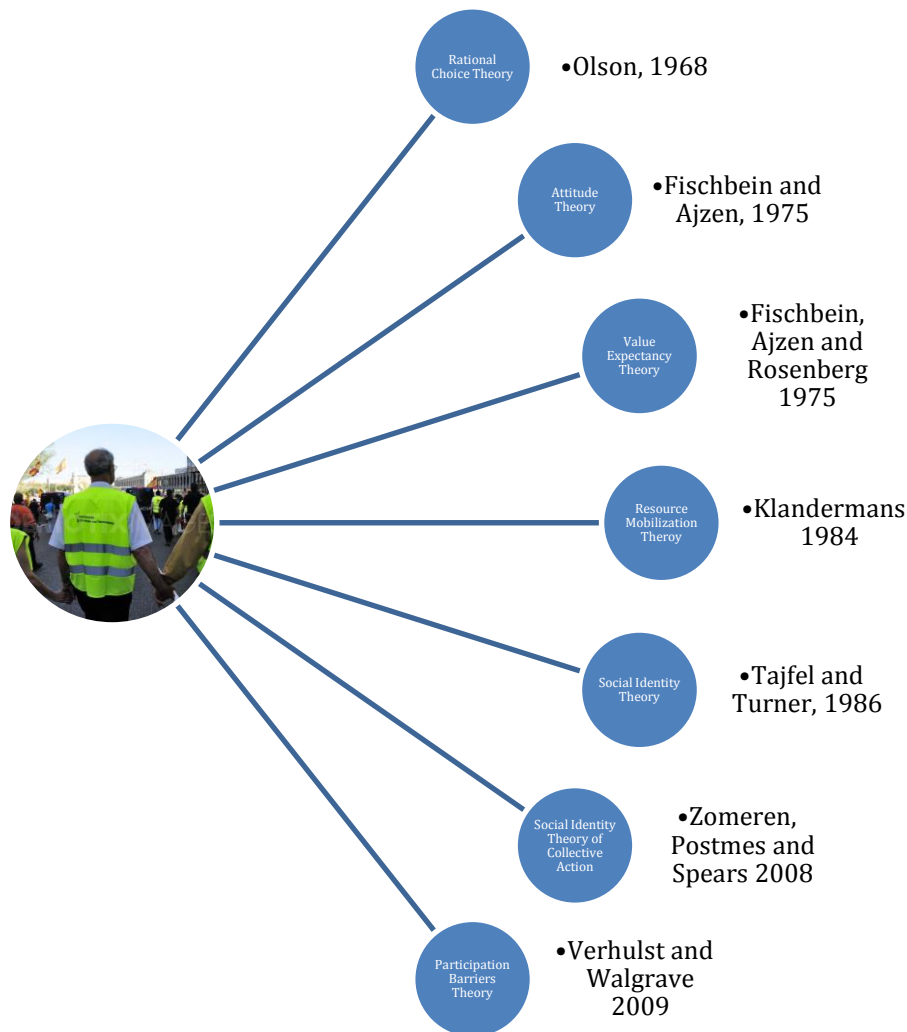 Rational
Choice Theory
•Olson, 1968
Attitude
Theory
•Fischbein and
Ajzen, 1975
Value
Expectancy
Theory
•Fischbein,
Ajzen and
Rosenberg
1975
Resource
Mobilization
Theroy
•Klandermans
1984
Social Identity
Theory
•Tajfel and
Turner, 1986
Social Identity
Theory of
Collective
Action
•Zomeren,
Postmes and
Spears 2008
Participation
Barriers
Theory
•Verhulst and
Walgrave
2009